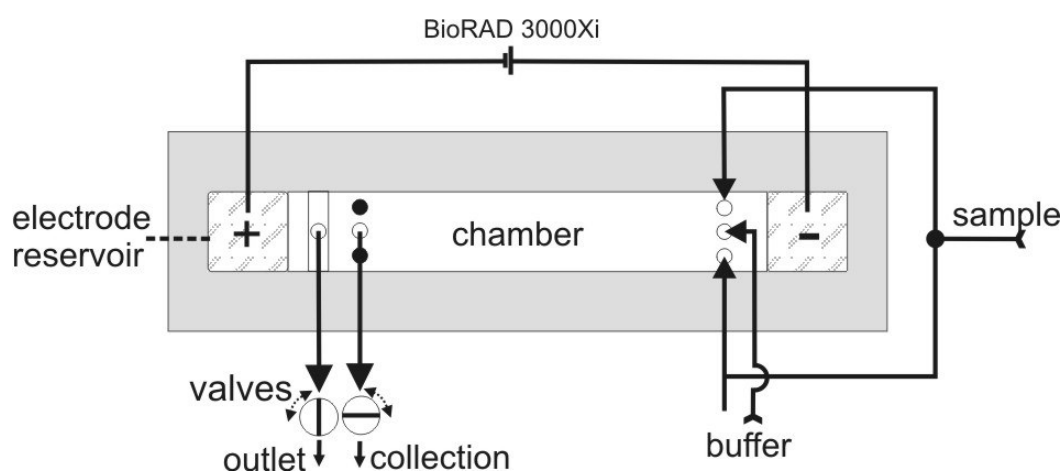 BioRAD 3000Xi
electrode
reservoir
+
chamber
-
sample
valves
outlet
collection
buffer